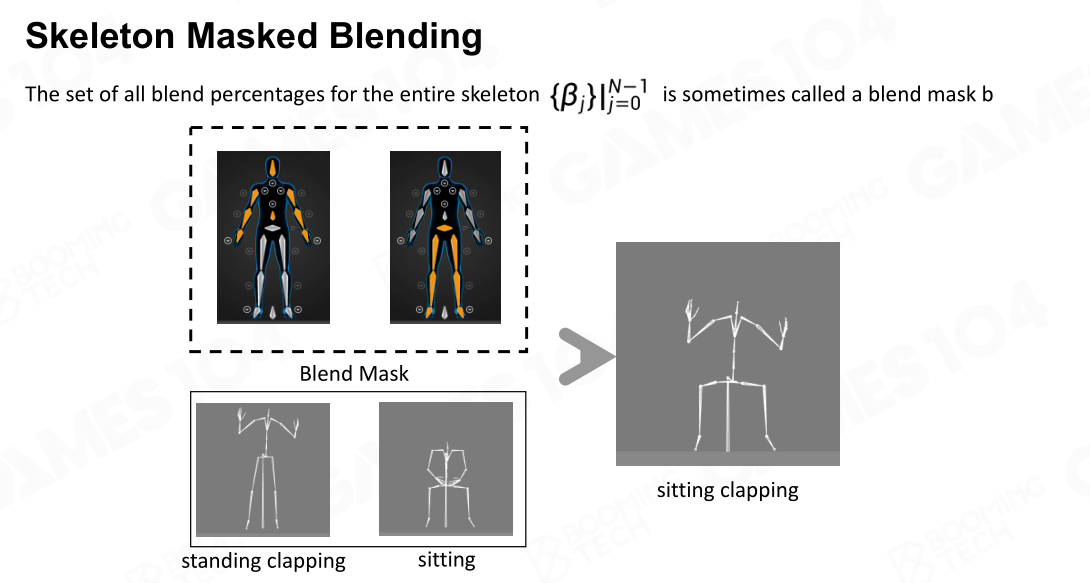 Skeleton Masked Blending
The set of all blend percentages for the entire skeleton {β_j}|_{j=0}^{N−1} is sometimes called a blend mask b
Blend Mask
standing clapping
sitting
sitting clapping
GAMES104
BOOMING TECH